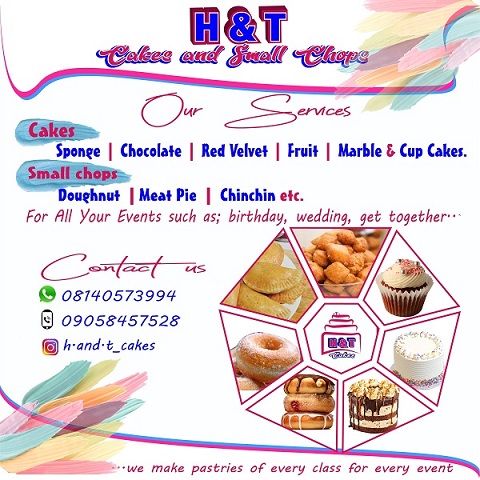 H&T
Cakes and Small Chops
Our Services
Cakes
Sponge | Chocolate | Red Velvet | Fruit | Marble & Cup Cakes.
Small chops
Doughnut | Meat Pie | Chinchin etc.
For All Your Events such as; birthday, wedding, get together...
Contact us
08140573994
09058457528
h.and.t_cakes
H&T
Cakes
...we make pastries of every class for every event